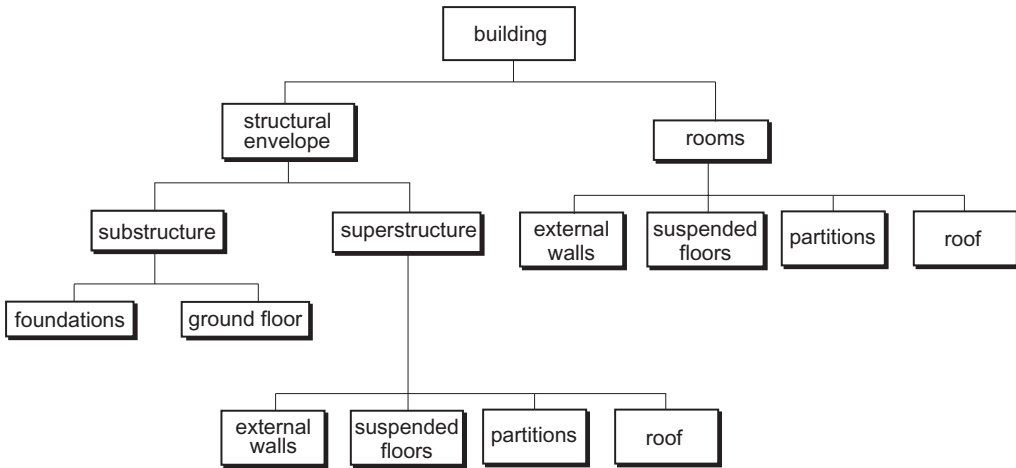 building
structural
envelope
rooms
substructure
superstructure
external
walls
suspended
floors
partitions
roof
foundations
ground floor
external
walls
suspended
floors
partitions
roof